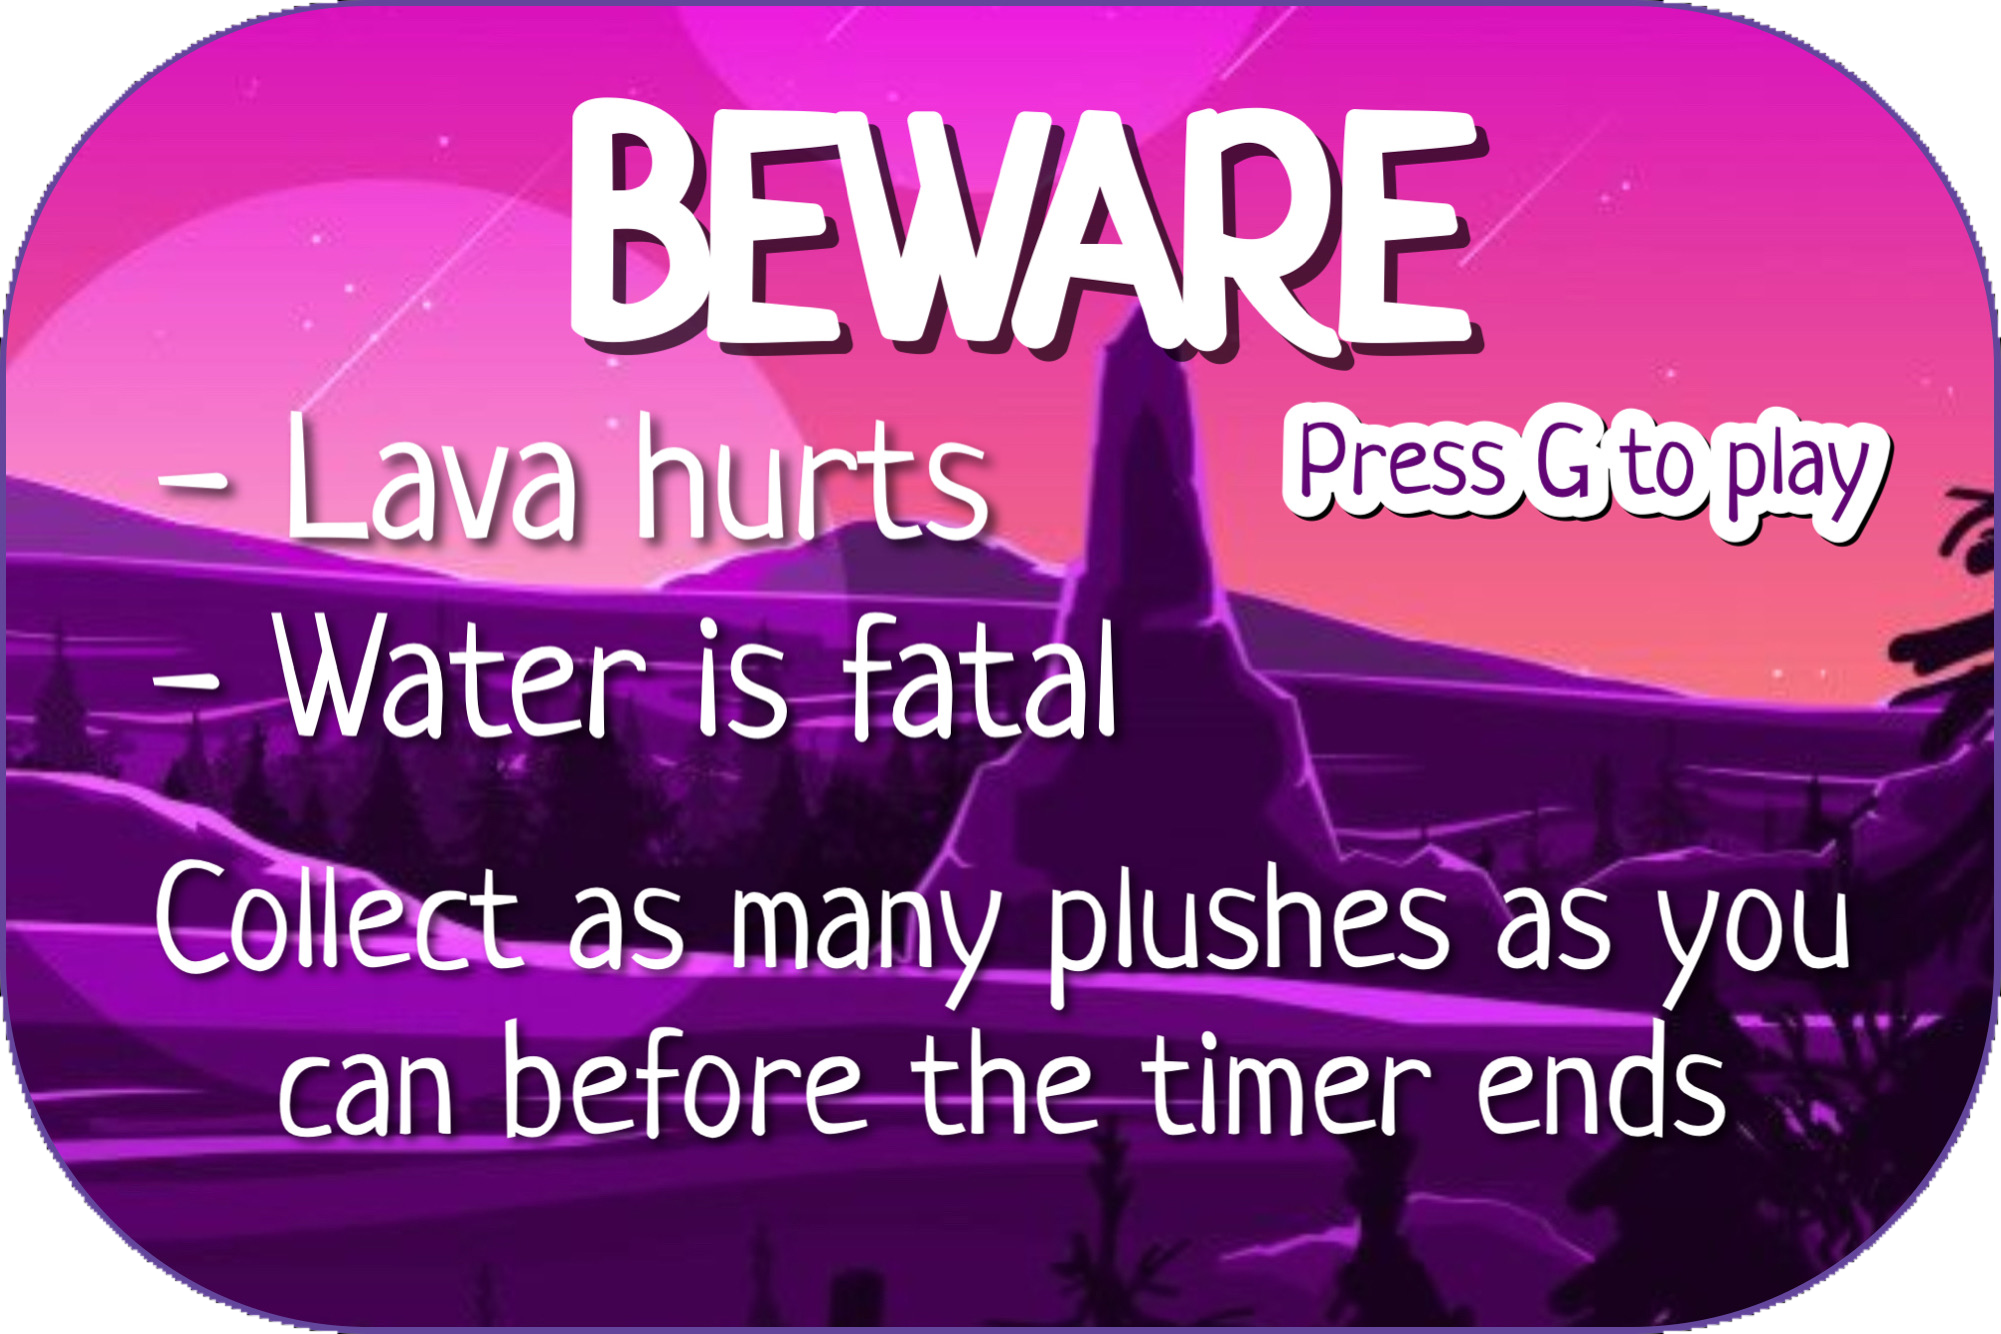 BEWARE
- Lava hurts
Press G to play
- Water is fatal
Collect as many plushes as you
can before the timer ends